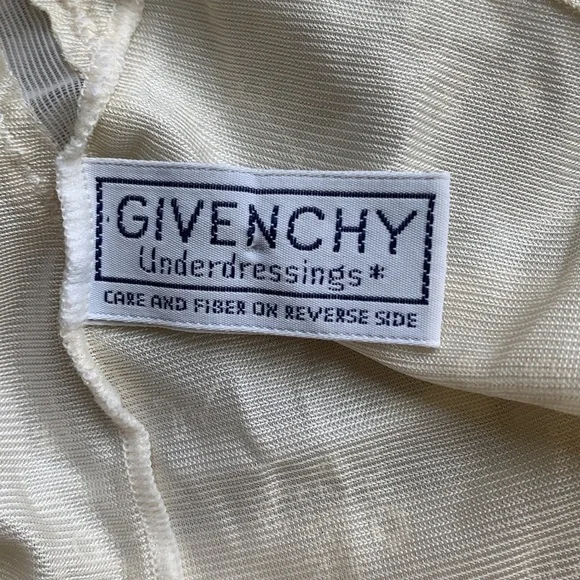 GIVENCHY
Underdressings*
CARE AND FIBER ON REVERSE SIDE